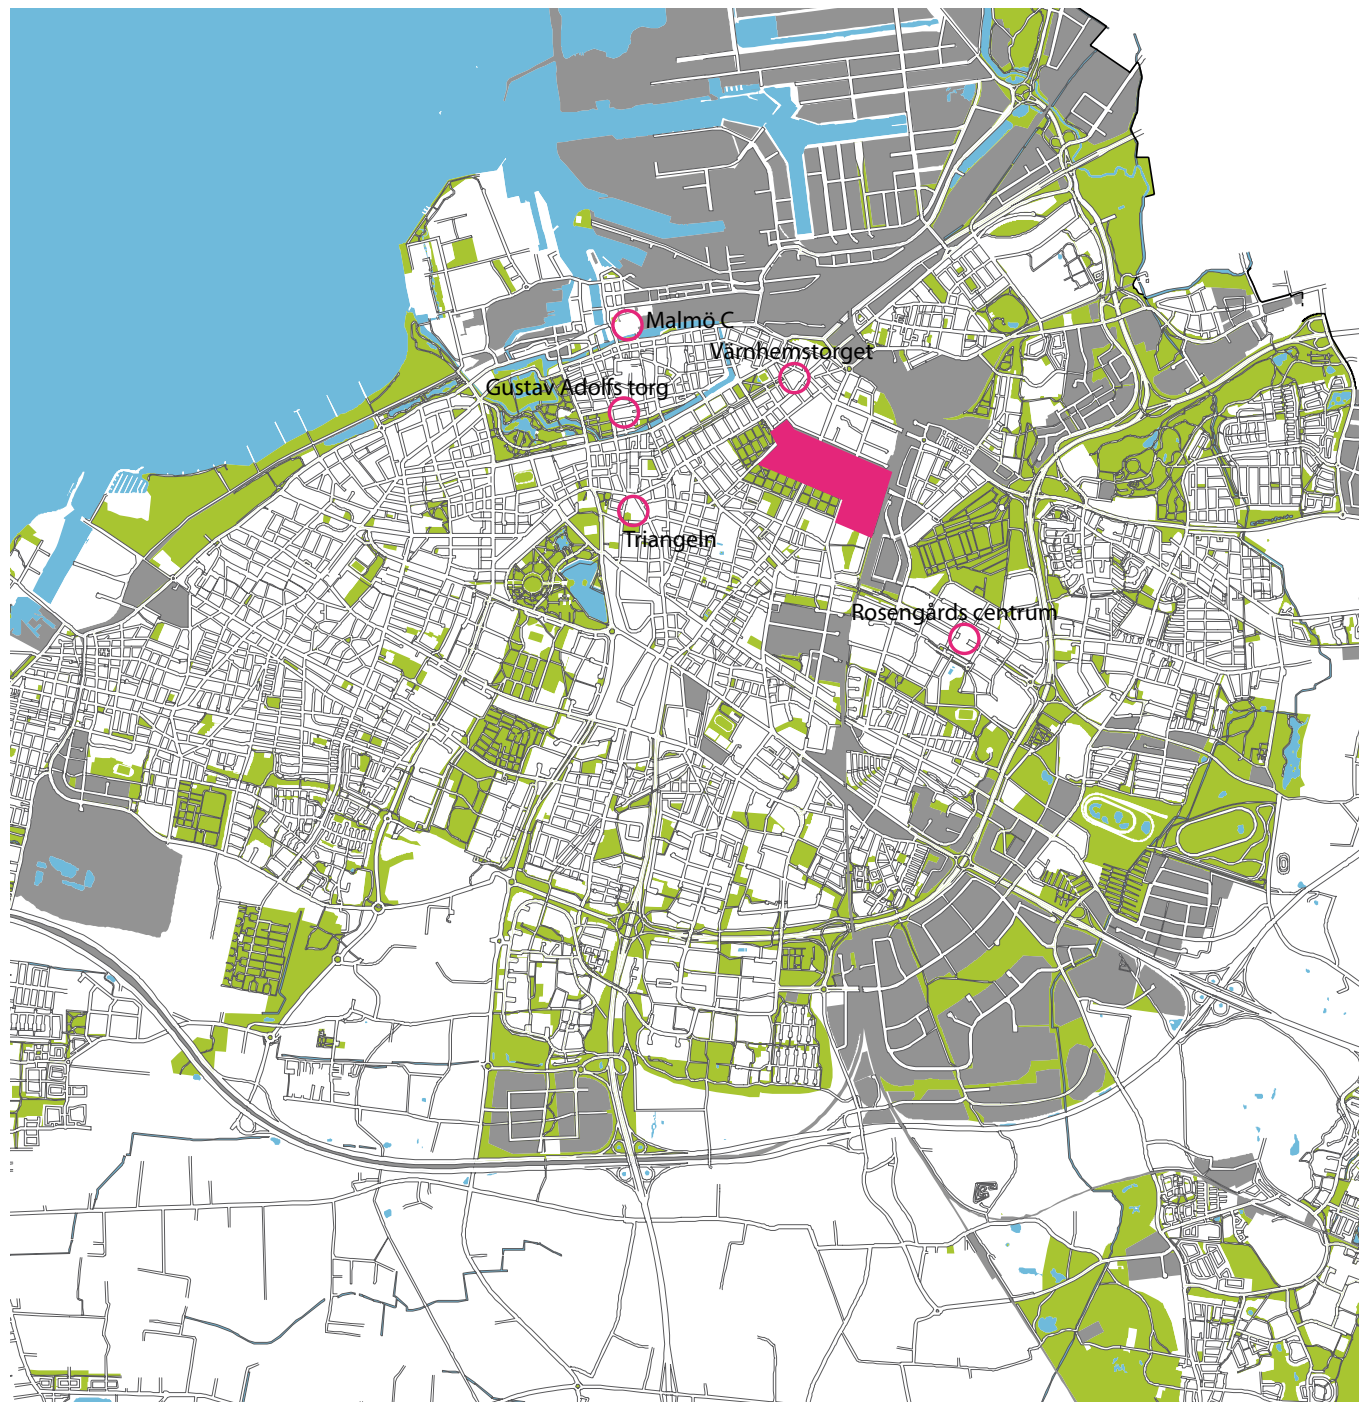 Malmö C
Värnhemstorget
Gustav Adolfs torg
Triangeln
Rosengårds centrum